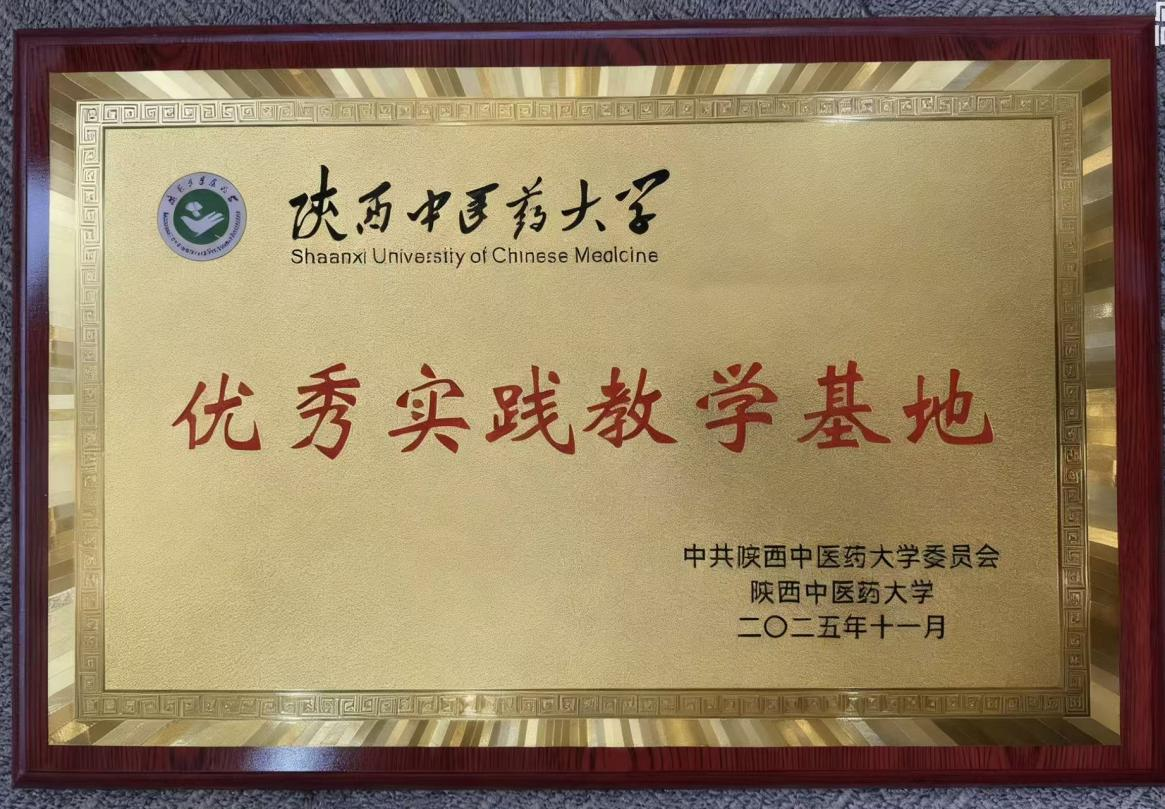 陕西中医药大学
Shaanxi University of Chinese Medicine
优秀实践教学基地
中共陕西中医药大学委员会
陕西中医药大学
二〇二五年十一月